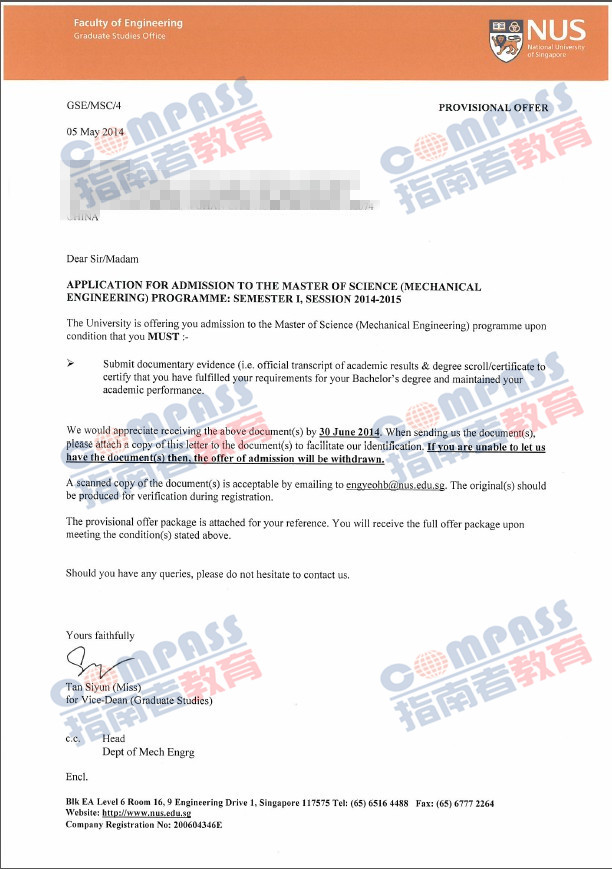 Faculty of Engineering
Graduate Studies Office
NUS
National University
of Singapore
GSE/MSC/4
PROVISIONAL OFFER
05 May 2014
COMPASS
指南者教育
COMPASS
指南者教育
CHINA
Dear Sir/Madam
APPLICATION FOR ADMISSION TO THE MASTER OF SCIENCE (MECHANICAL
ENGINEERING) PROGRAMME: SEMESTER I, SESSION 2014-2015
The University is offering you admission to the Master of Science (Mechanical Engineering) programme upon
condition that you MUST :-
➢ Submit documentary evidence (i.e. official transcript of academic results & degree scroll/certificate to
certify that you have fulfilled your requirements for your Bachelor's degree and maintained your
academic performance.
COMPASS
指南者教育
COMPASS
指南者教育
We would appreciate receiving the above document(s) by 30 June 2014. When sending us the document(s),
please attach a copy of this letter to the document(s) to facilitate our identification. If you are unable to let us
have the document(s) then, the offer of admission will be withdrawn.
A scanned copy of the document(s) is acceptable by emailing to engyeohb@nus.edu.sg. The original(s) should
be produced for verification during registration.
The provisional offer package is attached for your reference. You will receive the full offer package upon
meeting the condition(s) stated above.
Should you have any queries, please do not hesitate to contact us.
Yours faithfully
COMPASS
指南者教育
COMPASS
指南者教育
Tan Siyun (Miss)
for Vice-Dean (Graduate Studies)
c.c. Head
Dept of Mech Engrg
Encl.
Blk EA Level 6 Room 16, 9 Engineering Drive 1, Singapore 117575 Tel: (65) 6516 4488 Fax: (65) 6777 2264
Website: http://www.nus.edu.sg
Company Registration No: 200604346E